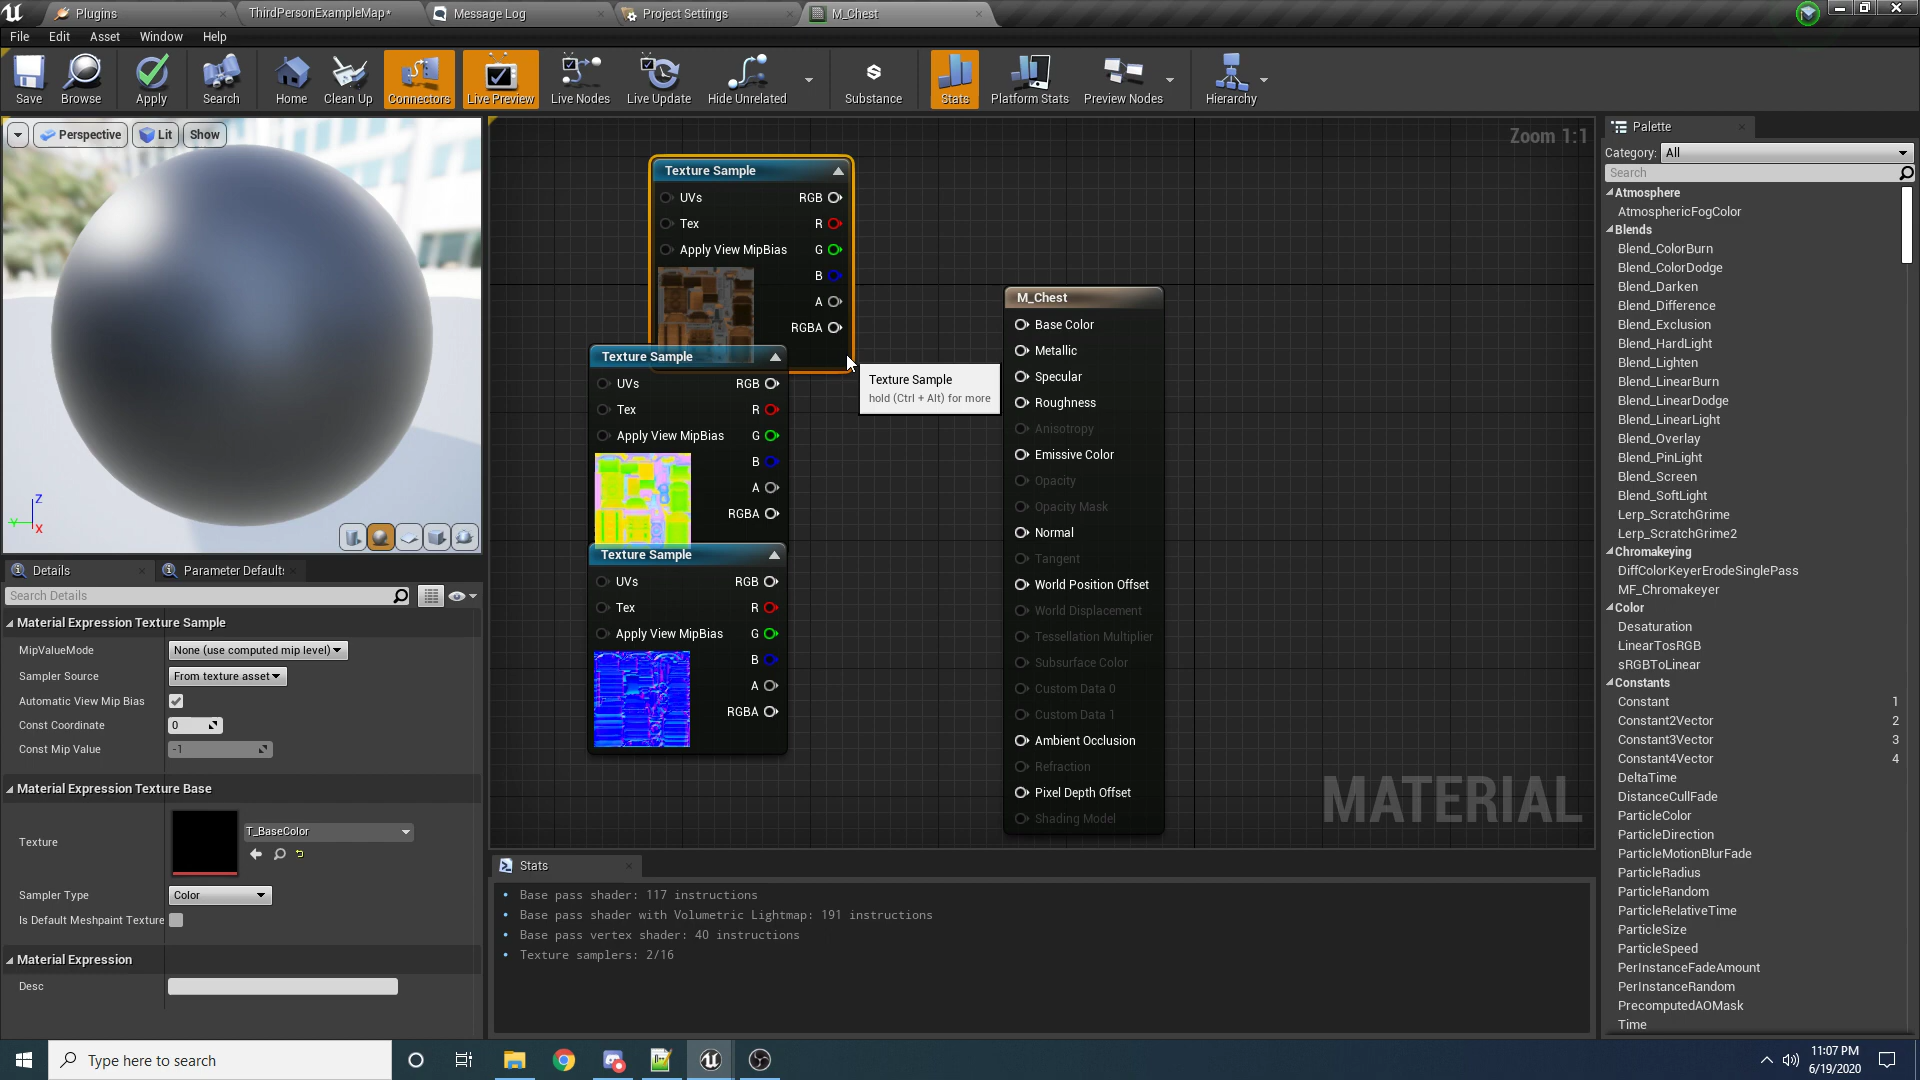 Plugins
ThirdPersonExampleMap*
Message Log
Project Settings
M_Chest
File
Edit
Asset
Window
Help
Save
Browse
Apply
Search
Home
Clean Up
Connectors
Live Preview
Live Nodes
Live Update
Hide Unrelated
Substance
Stats
Platform Stats
Preview Nodes
Hierarchy
Perspective
Lit
Show
Z
Y
X
Zoom 1:1
Texture Sample
UVs
RGB
Tex
R
Apply View MipBias
G
B
A
RGBA
Texture Sample
UVs
RGB
Tex
R
Apply View MipBias
G
B
A
RGBA
Texture Sample
UVs
RGB
Tex
R
Apply View MipBias
G
B
A
RGBA
Texture Sample
hold (Ctrl + Alt) for more
M_Chest
Base Color
Metallic
Specular
Roughness
Anisotropy
Emissive Color
Opacity
Opacity Mask
Normal
Tangent
World Position Offset
World Displacement
Tessellation Multiplier
Subsurface Color
Custom Data 0
Custom Data 1
Ambient Occlusion
Refraction
Pixel Depth Offset
Shading Model
MATERIAL
Details
Parameter Defaults
Search Details
Material Expression Texture Sample
MipValueMode
None (use computed mip level)
Sampler Source
From texture asset
Automatic View Mip Bias
Const Coordinate
0
Const Mip Value
-1
Material Expression Texture Base
Texture
T_BaseColor
Sampler Type
Color
Is Default Meshpaint Texture
Material Expression
Desc
Stats
Base pass shader: 117 instructions
Base pass shader with Volumetric Lightmap: 191 instructions
Base pass vertex shader: 40 instructions
Texture samplers: 2/16
Palette
Category: All
Search
Atmosphere
AtmosphericFogColor
Blends
Blend_ColorBurn
Blend_ColorDodge
Blend_Darken
Blend_Difference
Blend_Exclusion
Blend_HardLight
Blend_Lighten
Blend_LinearBurn
Blend_LinearDodge
Blend_LinearLight
Blend_Overlay
Blend_PinLight
Blend_Screen
Blend_SoftLight
Lerp_ScratchGrime
Lerp_ScratchGrime2
Chromakeying
DiffColorKeyerErodeSinglePass
MF_Chromakeyer
Color
Desaturation
LinearTosRGB
sRGBToLinear
Constants
Constant 1
Constant2Vector 2
Constant3Vector 3
Constant4Vector 4
DeltaTime
DistanceCullFade
ParticleColor
ParticleDirection
ParticleMotionBlurFade
ParticleRadius
ParticleRandom
ParticleRelativeTime
ParticleSize
ParticleSpeed
PerInstanceFadeAmount
PerInstanceRandom
PrecomputedAOMask
Time
Type here to search
11:07 PM
6/19/2020